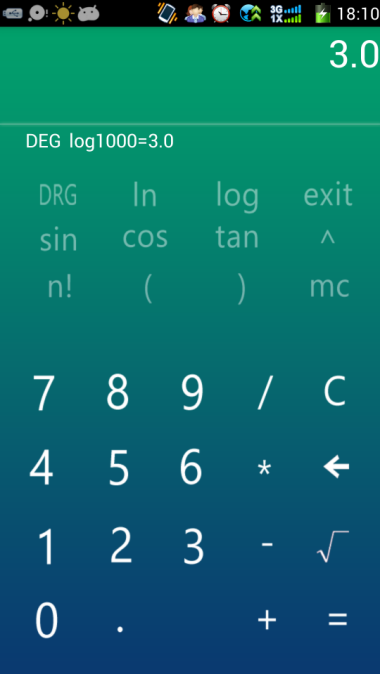 3G 1X 18:10
3.0
DEG log1000=3.0
DRG ln log exit
sin cos tan ^
n! ( ) mc
7 8 9 / C
4 5 6 * ←
1 2 3 - √
0 . + =